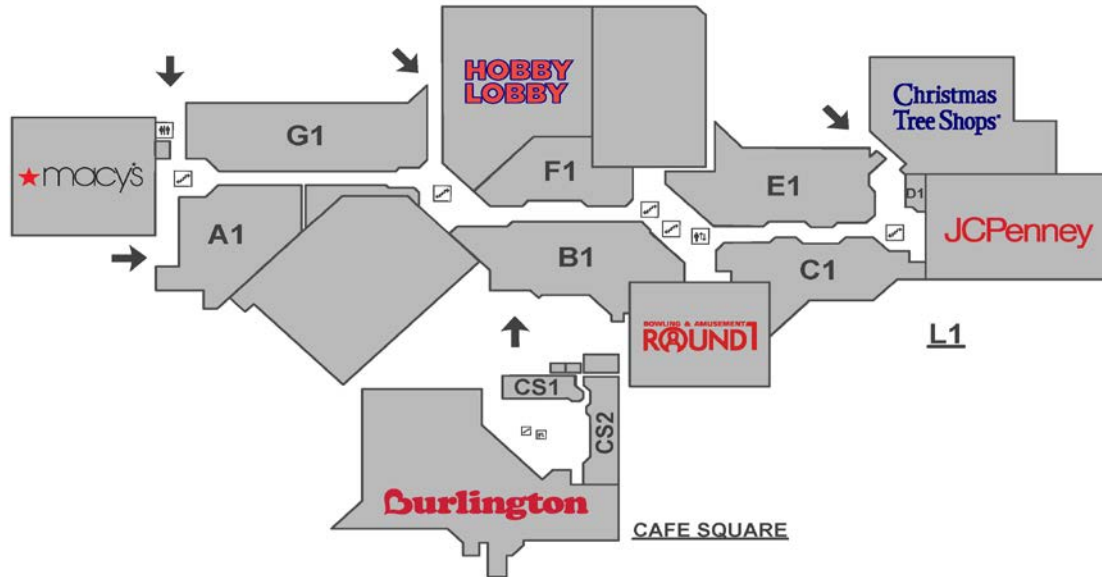 HOBBY
LOBBY
Christmas
Tree Shops
G1
macy's
F1
E1
D1
A1
B1
C1
JCPenney
BOWLING & AMUSEMENT
ROUND1
L1
CS1
CS2
Burlington
CAFE SQUARE